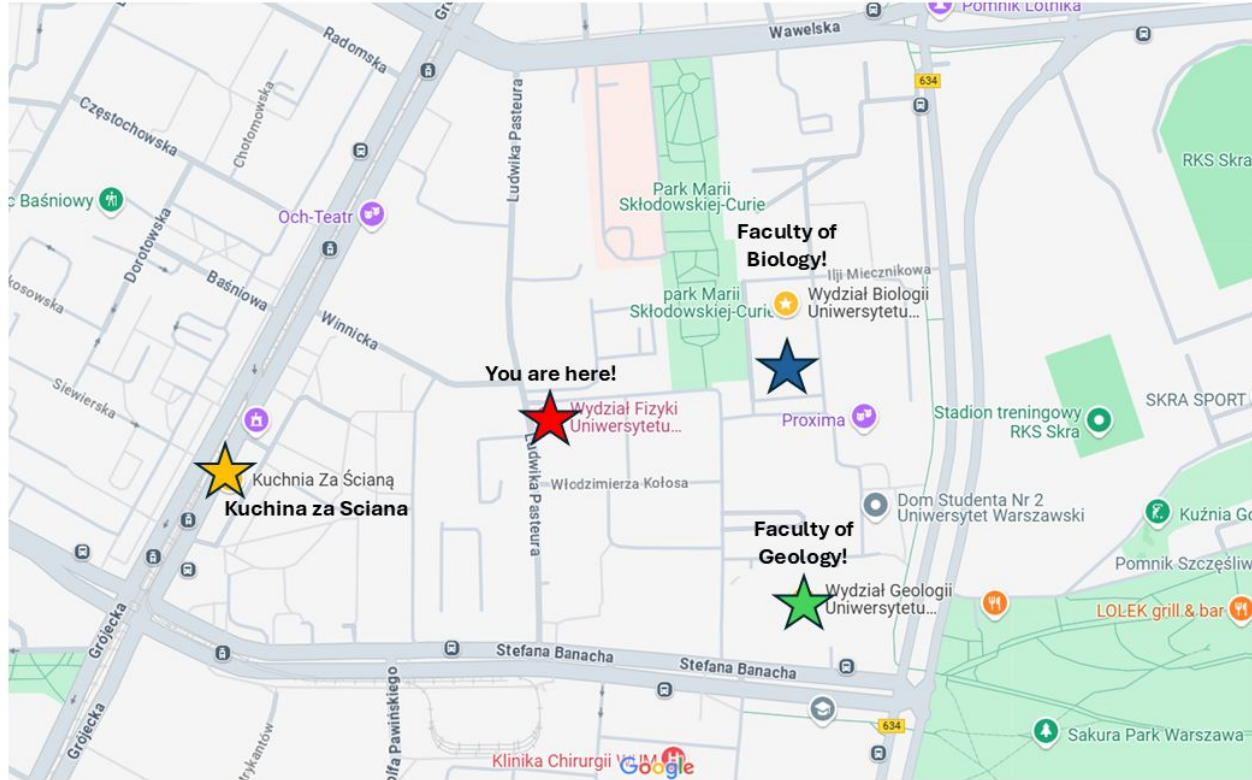 Pomnik Lotnika
Wawelska
Radomska
634
Częstochowska
Chotomowska
Ludwika Pasteura
RKS Skra
Baśniowy
Och-Teatr
Park Marii
Skłodowskiej-Curie
Dorotowska
Faculty of
Biology!
Baśniowa
Ilji Miecznikowa
park Marii
Skłodowskiej-Curie
Wydział Biologii
Uniwersytetu...
Winnicka
You are here!
Siewierska
Wydział Fizyki
Uniwersytetu...
Proxima
Stadion treningowy
RKS Skra
SKRA SPORT
Kuchnia Za Ścianą
Kuchina za Sciana
Ludwika Pasteura
Włodzimierza Kołosa
Dom Studenta Nr 2
Uniwersytet Warszawski
Kuźnia
Faculty of
Geology!
Pomnik
Wydział Geologii
Uniwersytetu...
LOLEK grill & bar
Grójecka
Stefana Banacha
Stefana Banacha
Pawińskiego
634
Grójecka
Klinika Chirurgii WUM
Google
Sakura Park Warszawa